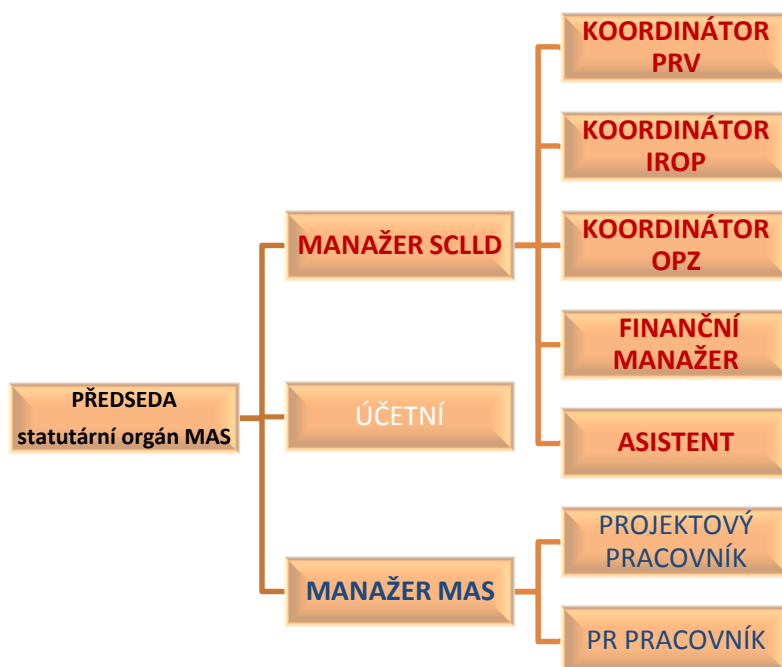 PŘEDSEDA
statutární orgán MAS
MANAŽER SCLLD
KOORDINÁTOR
PRV
KOORDINÁTOR
IROP
KOORDINÁTOR
OPZ
FINANČNÍ
MANAŽER
ASISTENT
ÚČETNÍ
MANAŽER MAS
PROJEKTOVÝ
PRACOVNÍK
PR PRACOVNÍK